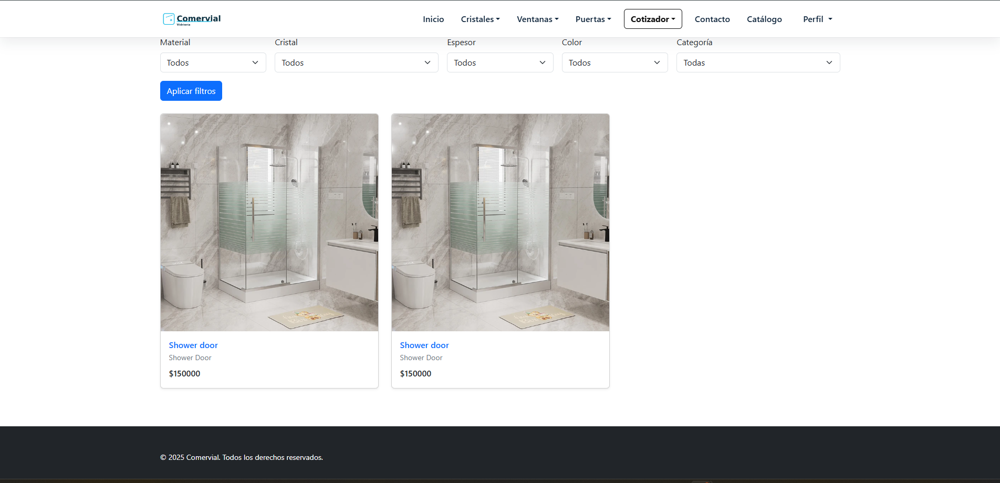 Comervial
Vidriería
Inicio
Cristales
Ventanas
Puertas
Cotizador
Contacto
Catálogo
Perfil
Material
Cristal
Espesor
Color
Categoría
Todos
Todos
Todos
Todos
Todas
Aplicar filtros
Shower door
Shower Door
$150000
Shower door
Shower Door
$150000
© 2025 Comervial. Todos los derechos reservados.